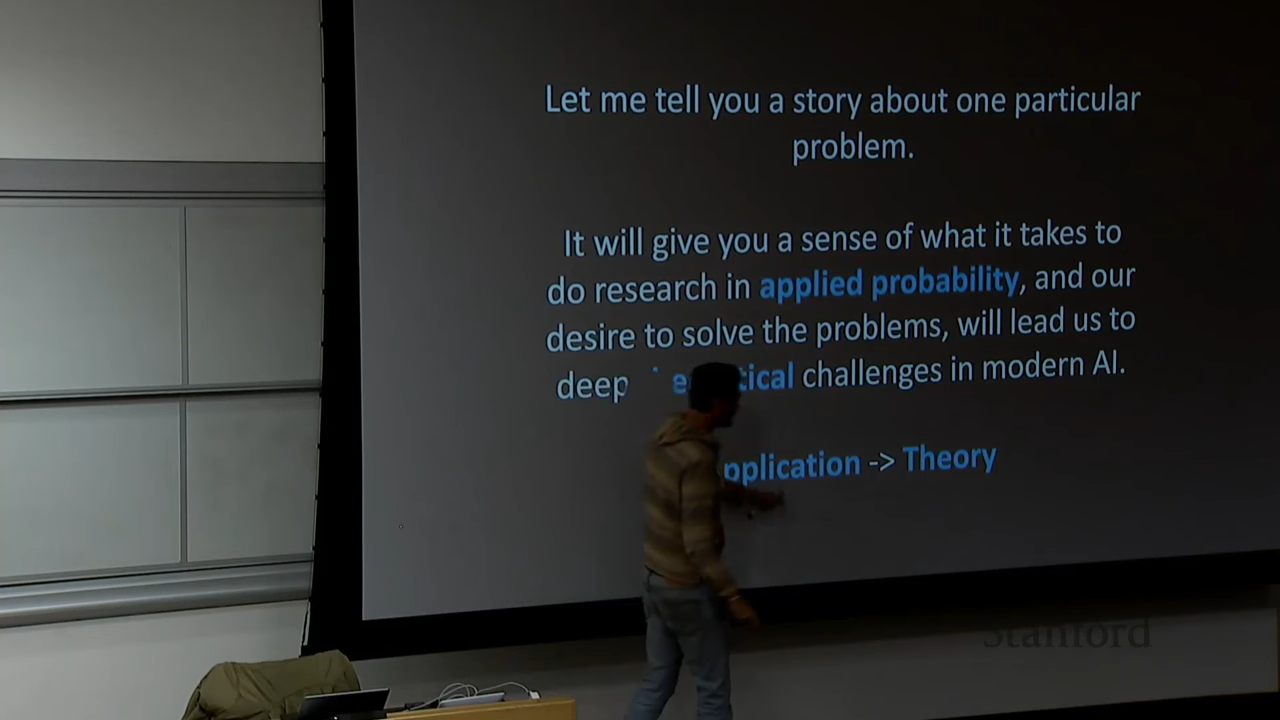 Let me tell you a story about one particular
problem.
It will give you a sense of what it takes to
do research in applied probability, and our
desire to solve the problems, will lead us to
deep challenges in modern AI.
-> Theory
Stanford